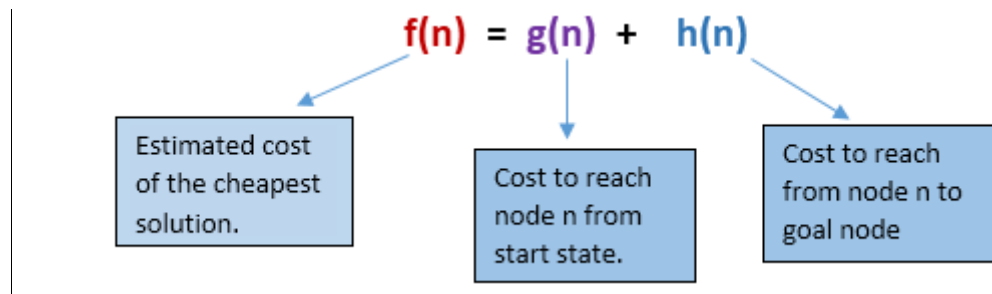 f(n) = g(n) + h(n)
Estimated cost
of the cheapest
solution.
Cost to reach
node n from
start state.
Cost to reach
from node n to
goal node